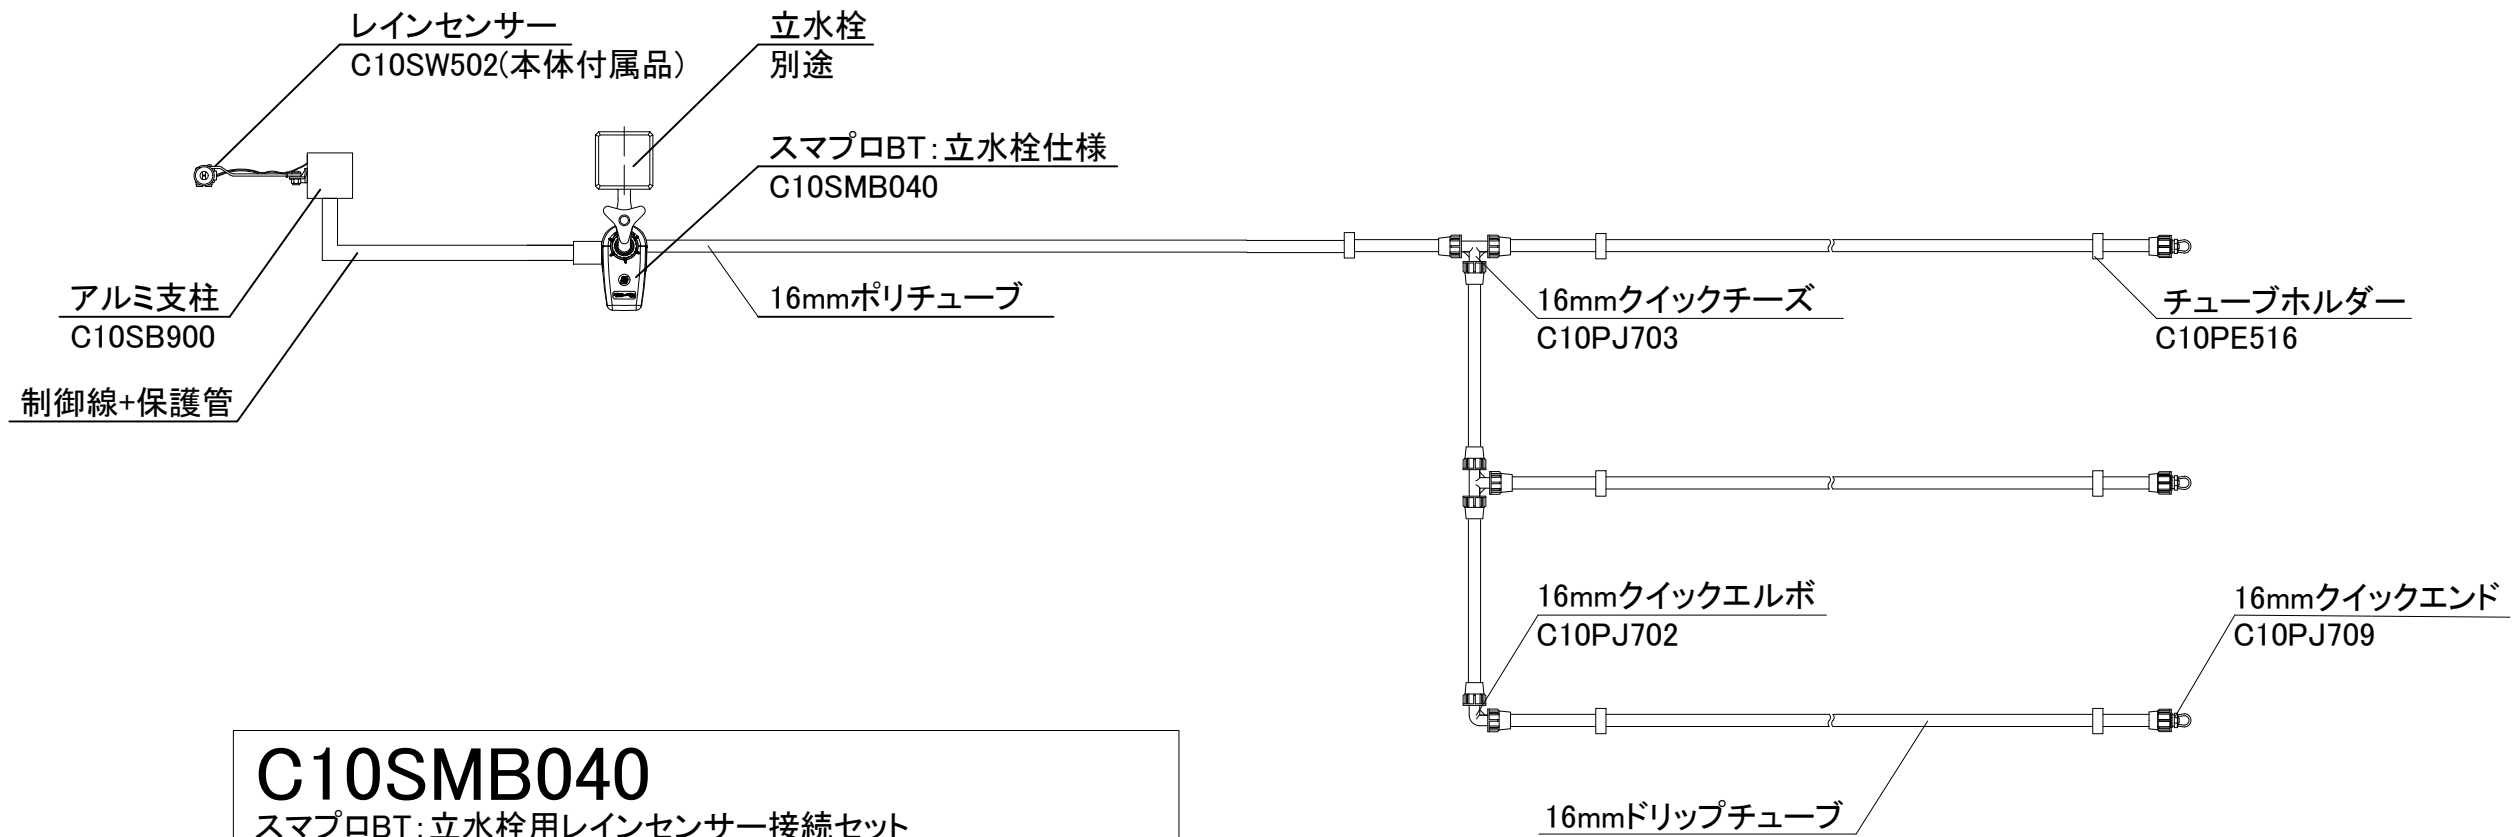 レインセンサー
C10SW502(本体付属品)
立水栓
別途
スマプロBT:立水栓仕様
C10SMB040
アルミ支柱
C10SB900
制御線+保護管
16mmポリチューブ
16mmクイックチーズ
C10PJ703
チューブホルダー
C10PE516
16mmクイックエルボ
C10PJ702
16mmクイックエンド
C10PJ709
16mmドリップチューブ
C10SMB040
スマプロBT:立水栓用レインセンサー接続セット